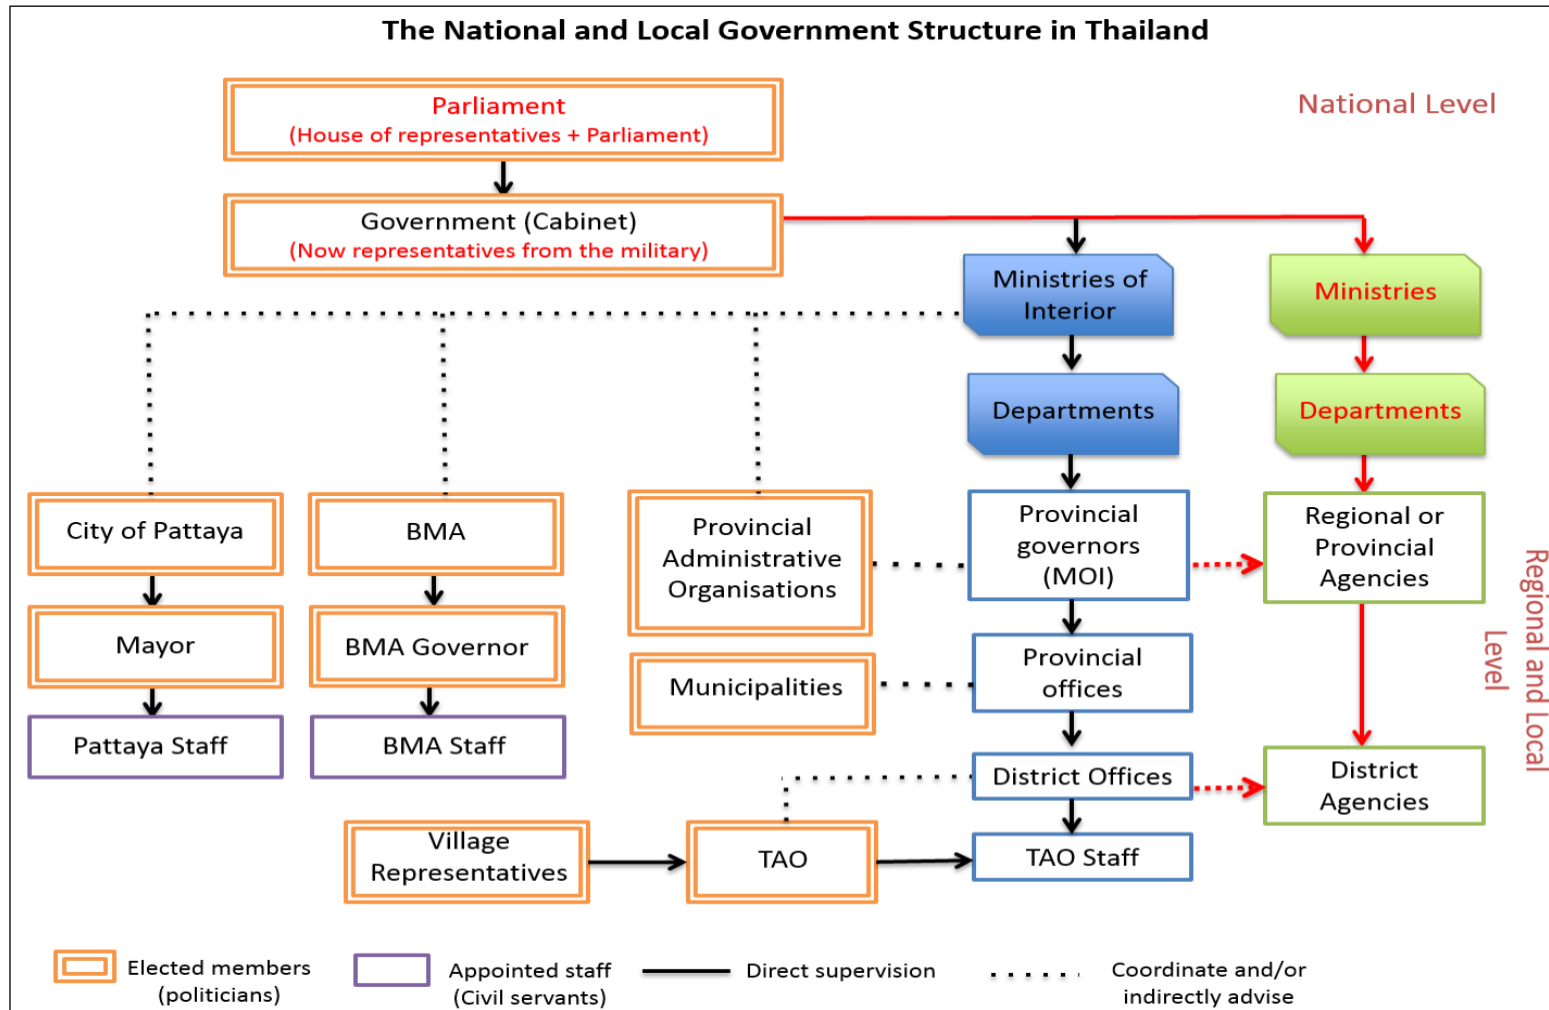 The National and Local Government Structure in Thailand
National Level
Parliament
(House of representatives + Parliament)
Government (Cabinet)
(Now representatives from the military)
Ministries of
Interior
Ministries
Departments
Departments
City of Pattaya
BMA
Provincial
Administrative
Organisations
Provincial
governors
(MOI)
Regional or
Provincial
Agencies
Regional and Local
Level
Mayor
BMA Governor
Municipalities
Provincial
offices
Pattaya Staff
BMA Staff
District Offices
District
Agencies
Village
Representatives
TAO
TAO Staff
Elected members
(politicians)
Appointed staff
(Civil servants)
Direct supervision
Coordinate and/or
indirectly advise